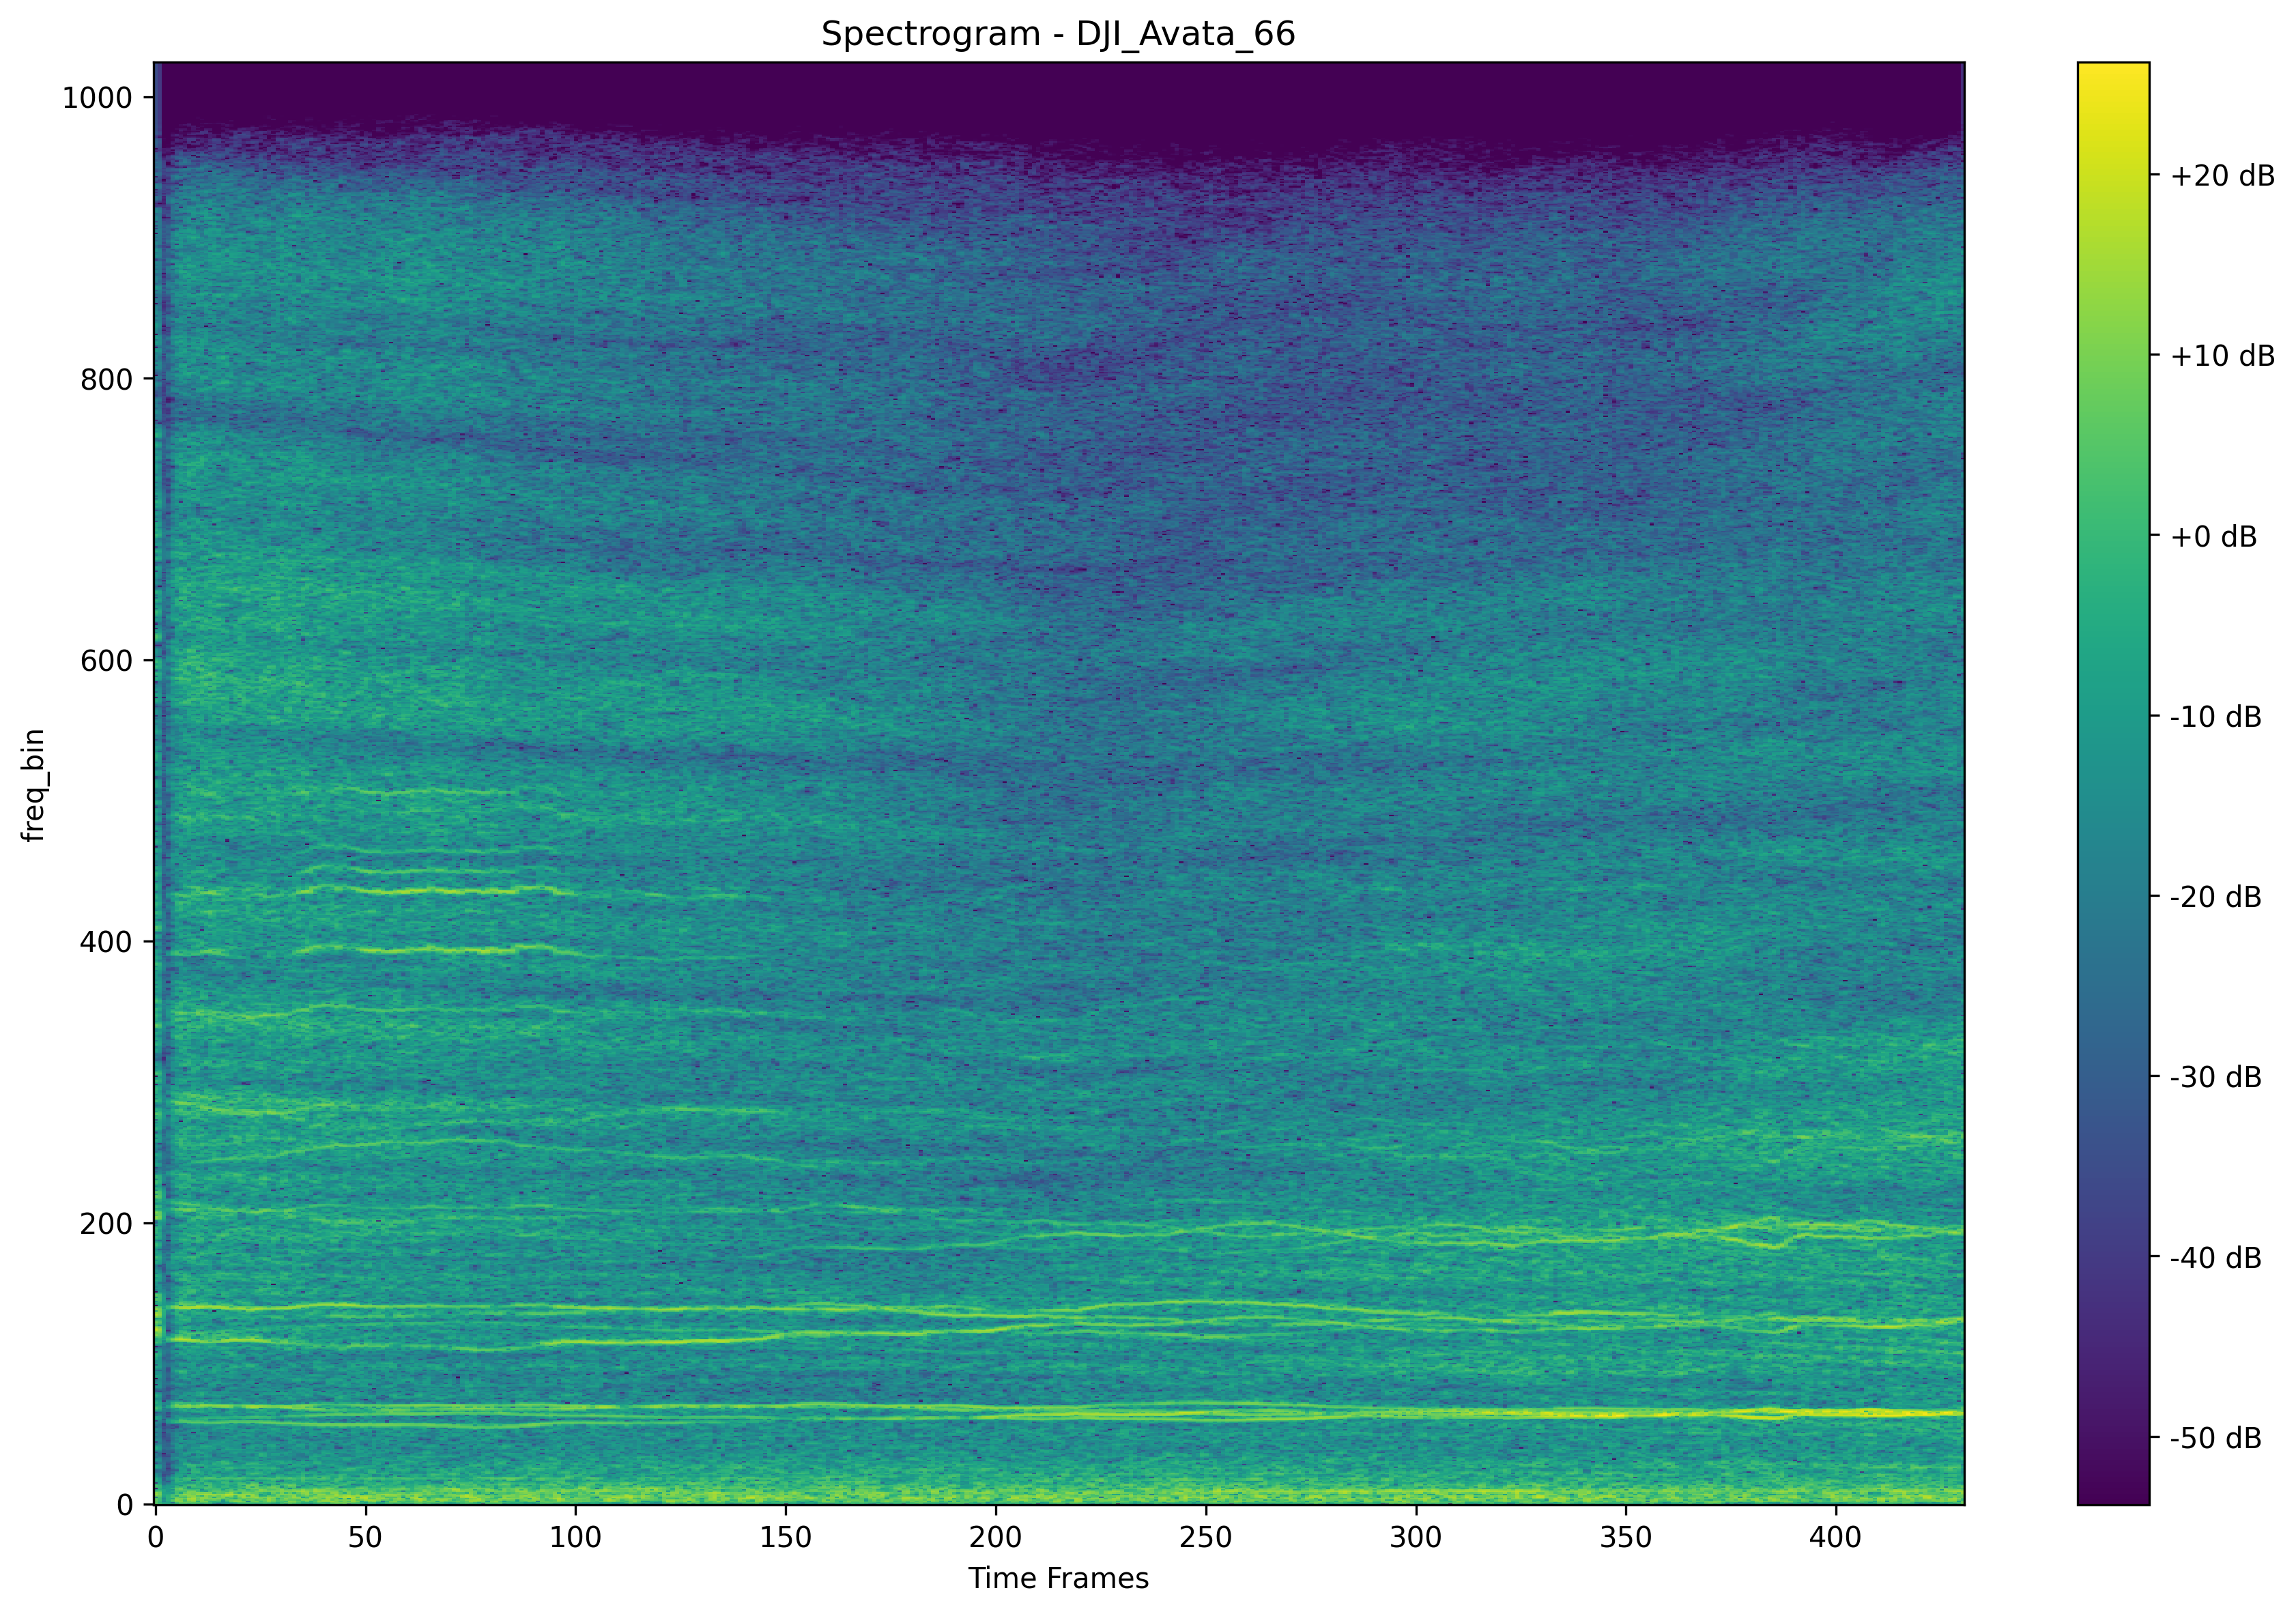 Spectrogram - DJI_Avata_66
freq_bin
1000
800
600
400
200
0
0 50 100 150 200 250 300 350 400
Time Frames
+20 dB
+10 dB
+0 dB
-10 dB
-20 dB
-30 dB
-40 dB
-50 dB